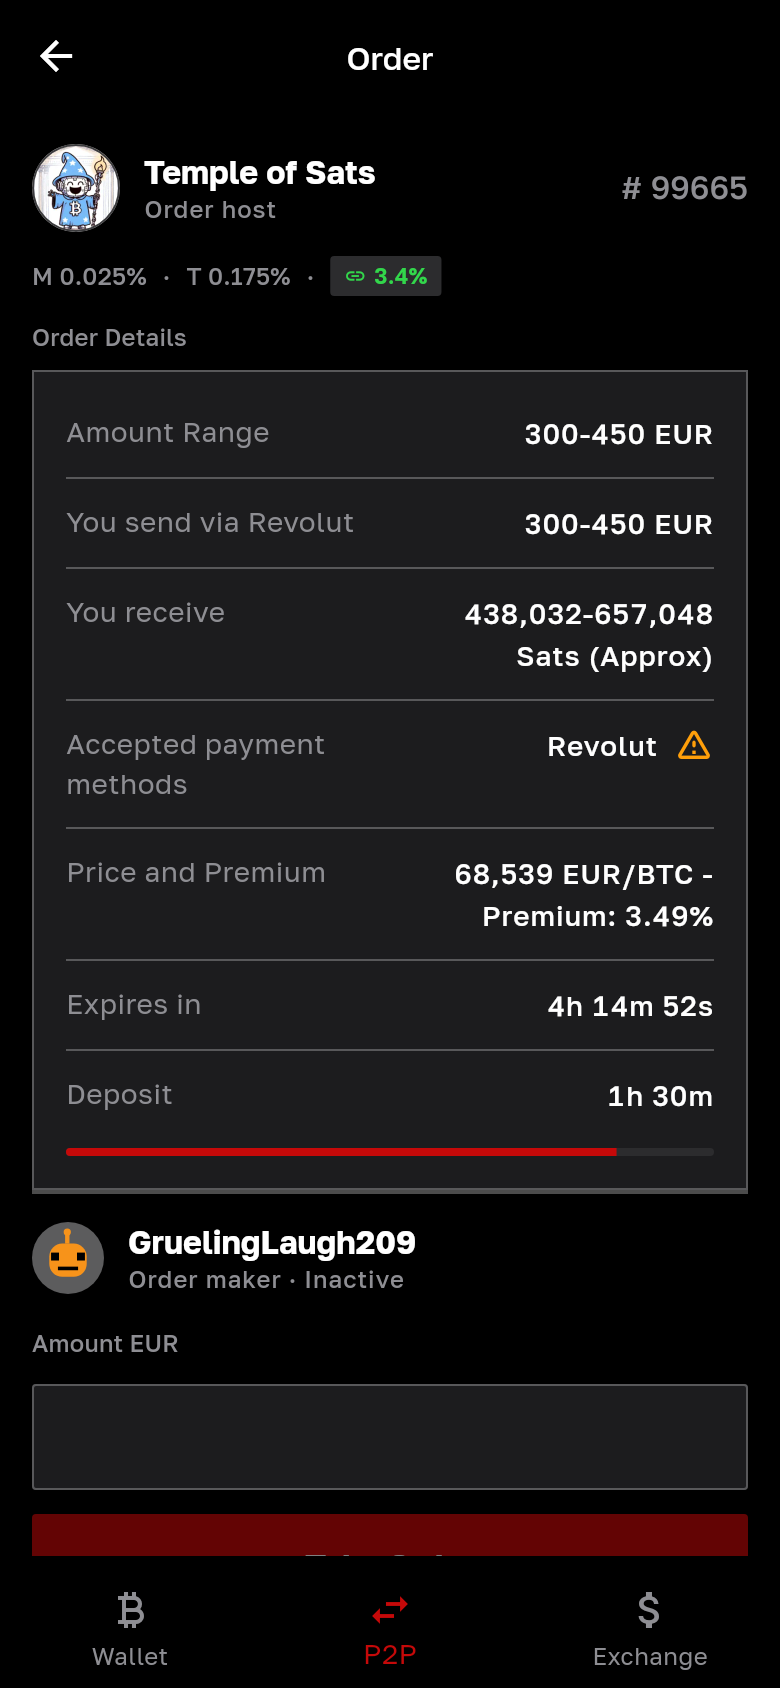 Order
Temple of Sats
Order host
# 99665
M 0.025% · T 0.175% · 3.4%
Order Details
Amount Range 300-450 EUR
You send via Revolut 300-450 EUR
You receive 438,032-657,048
Sats (Approx)
Accepted payment Revolut
methods
Price and Premium 68,539 EUR/BTC -
Premium: 3.49%
Expires in 4h 14m 52s
Deposit 1h 30m
GruelingLaugh209
Order maker · Inactive
Amount EUR
Wallet P2P Exchange